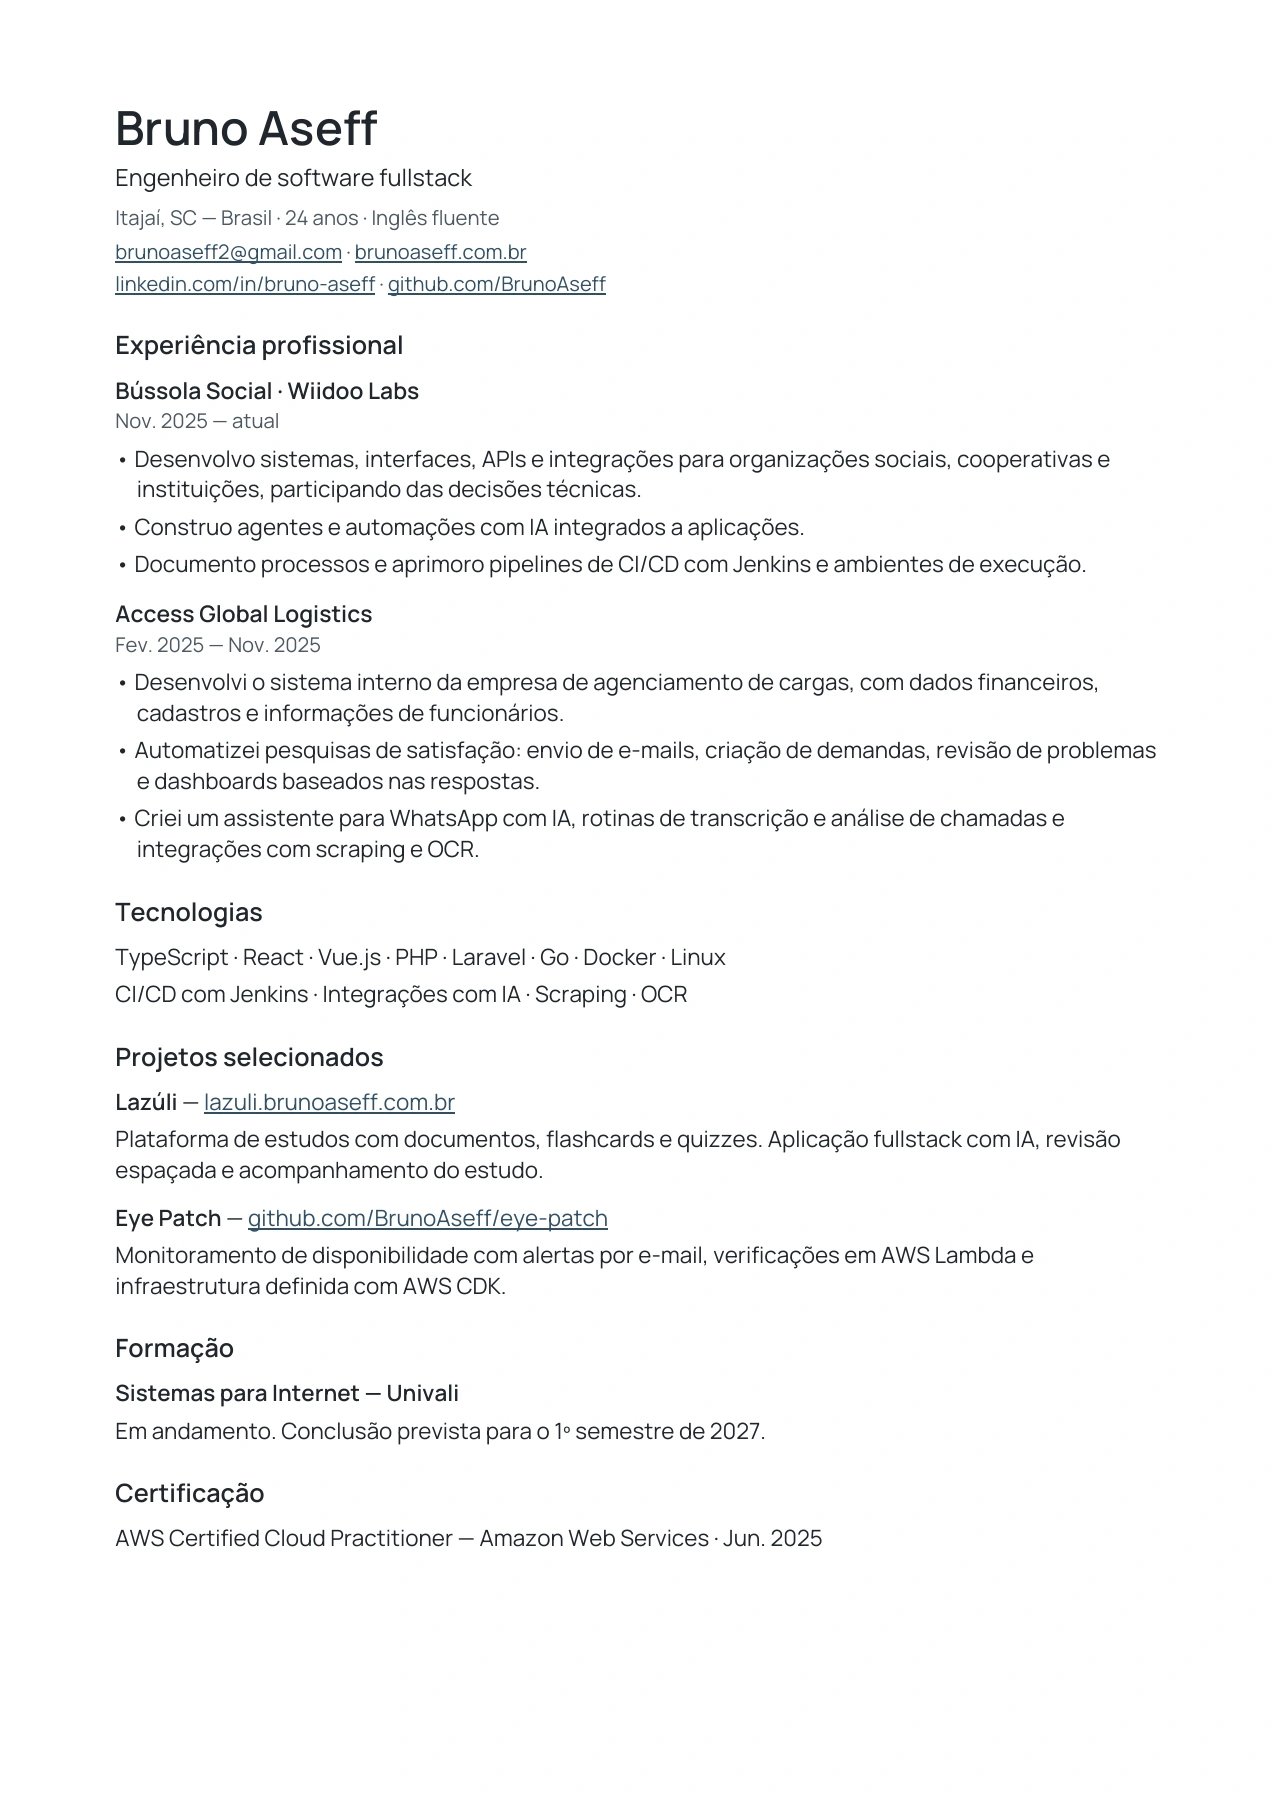 Bruno Aseff
Engenheiro de software fullstack
Itajaí, SC — Brasil · 24 anos · Inglês fluente
brunoaseff2@gmail.com · brunoaseff.com.br
linkedin.com/in/bruno-aseff · github.com/BrunoAseff
Experiência profissional
Bússola Social · Wiidoo Labs
Nov. 2025 — atual
• Desenvolvo sistemas, interfaces, APIs e integrações para organizações sociais, cooperativas e
instituições, participando das decisões técnicas.
• Construo agentes e automações com IA integrados a aplicações.
• Documento processos e aprimoro pipelines de CI/CD com Jenkins e ambientes de execução.
Access Global Logistics
Fev. 2025 — Nov. 2025
• Desenvolvi o sistema interno da empresa de agenciamento de cargas, com dados financeiros,
cadastros e informações de funcionários.
• Automatizei pesquisas de satisfação: envio de e-mails, criação de demandas, revisão de problemas
e dashboards baseados nas respostas.
• Criei um assistente para WhatsApp com IA, rotinas de transcrição e análise de chamadas e
integrações com scraping e OCR.
Tecnologias
TypeScript · React · Vue.js · PHP · Laravel · Go · Docker · Linux
CI/CD com Jenkins · Integrações com IA · Scraping · OCR
Projetos selecionados
Lazúli — lazuli.brunoaseff.com.br
Plataforma de estudos com documentos, flashcards e quizzes. Aplicação fullstack com IA, revisão
espaçada e acompanhamento do estudo.
Eye Patch — github.com/BrunoAseff/eye-patch
Monitoramento de disponibilidade com alertas por e-mail, verificações em AWS Lambda e
infraestrutura definida com AWS CDK.
Formação
Sistemas para Internet — Univali
Em andamento. Conclusão prevista para o 1º semestre de 2027.
Certificação
AWS Certified Cloud Practitioner — Amazon Web Services · Jun. 2025